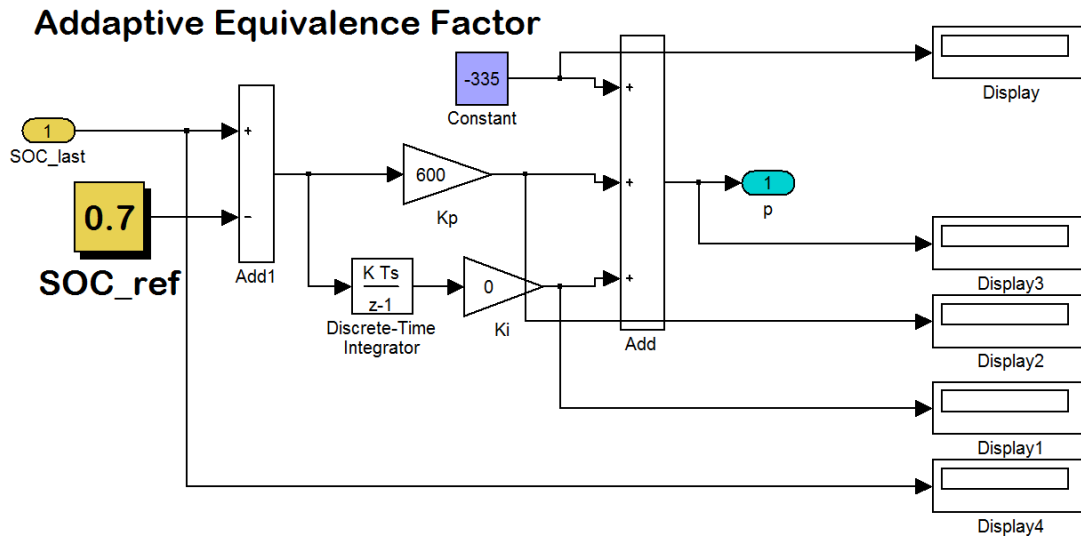 Addaptive Equivalence Factor
-335
Constant
Display
1
SOC_last
+
-
0.7
SOC_ref
Add1
600
Kp
K Ts
z-1
Discrete-Time
Integrator
0
Ki
+
+
+
Add
1
p
Display3
Display2
Display1
Display4